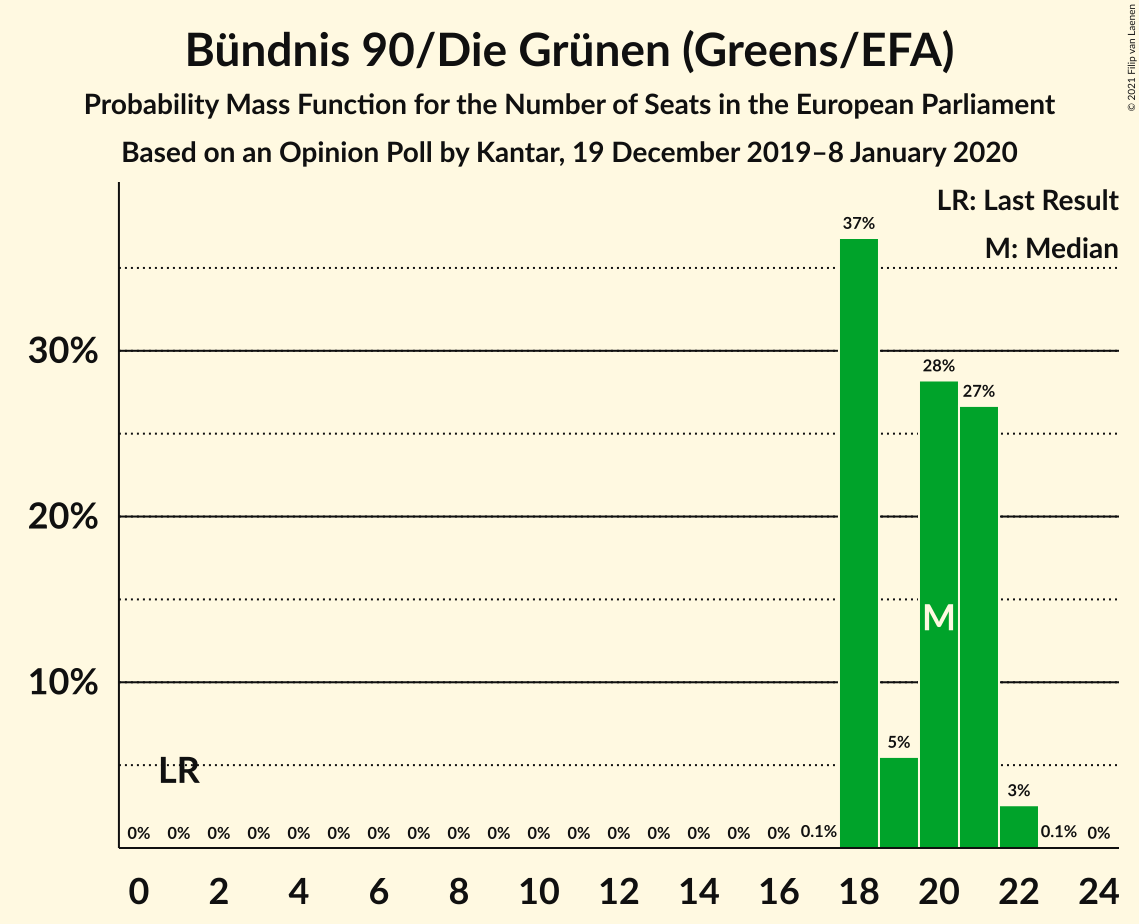 Bündnis 90/Die Grünen (Greens/EFA)
Probability Mass Function for the Number of Seats in the European Parliament
Based on an Opinion Poll by Kantar, 19 December 2019–8 January 2020
© 2021 Filip van Laenen
LR: Last Result
M: Median
37%
30%
28%
27%
20%
M
10%
LR
5%
3%
0% 0% 0% 0% 0% 0% 0% 0% 0% 0% 0% 0% 0% 0% 0% 0% 0% 0.1% 0.1% 0%
0 2 4 6 8 10 12 14 16 18 20 22 24